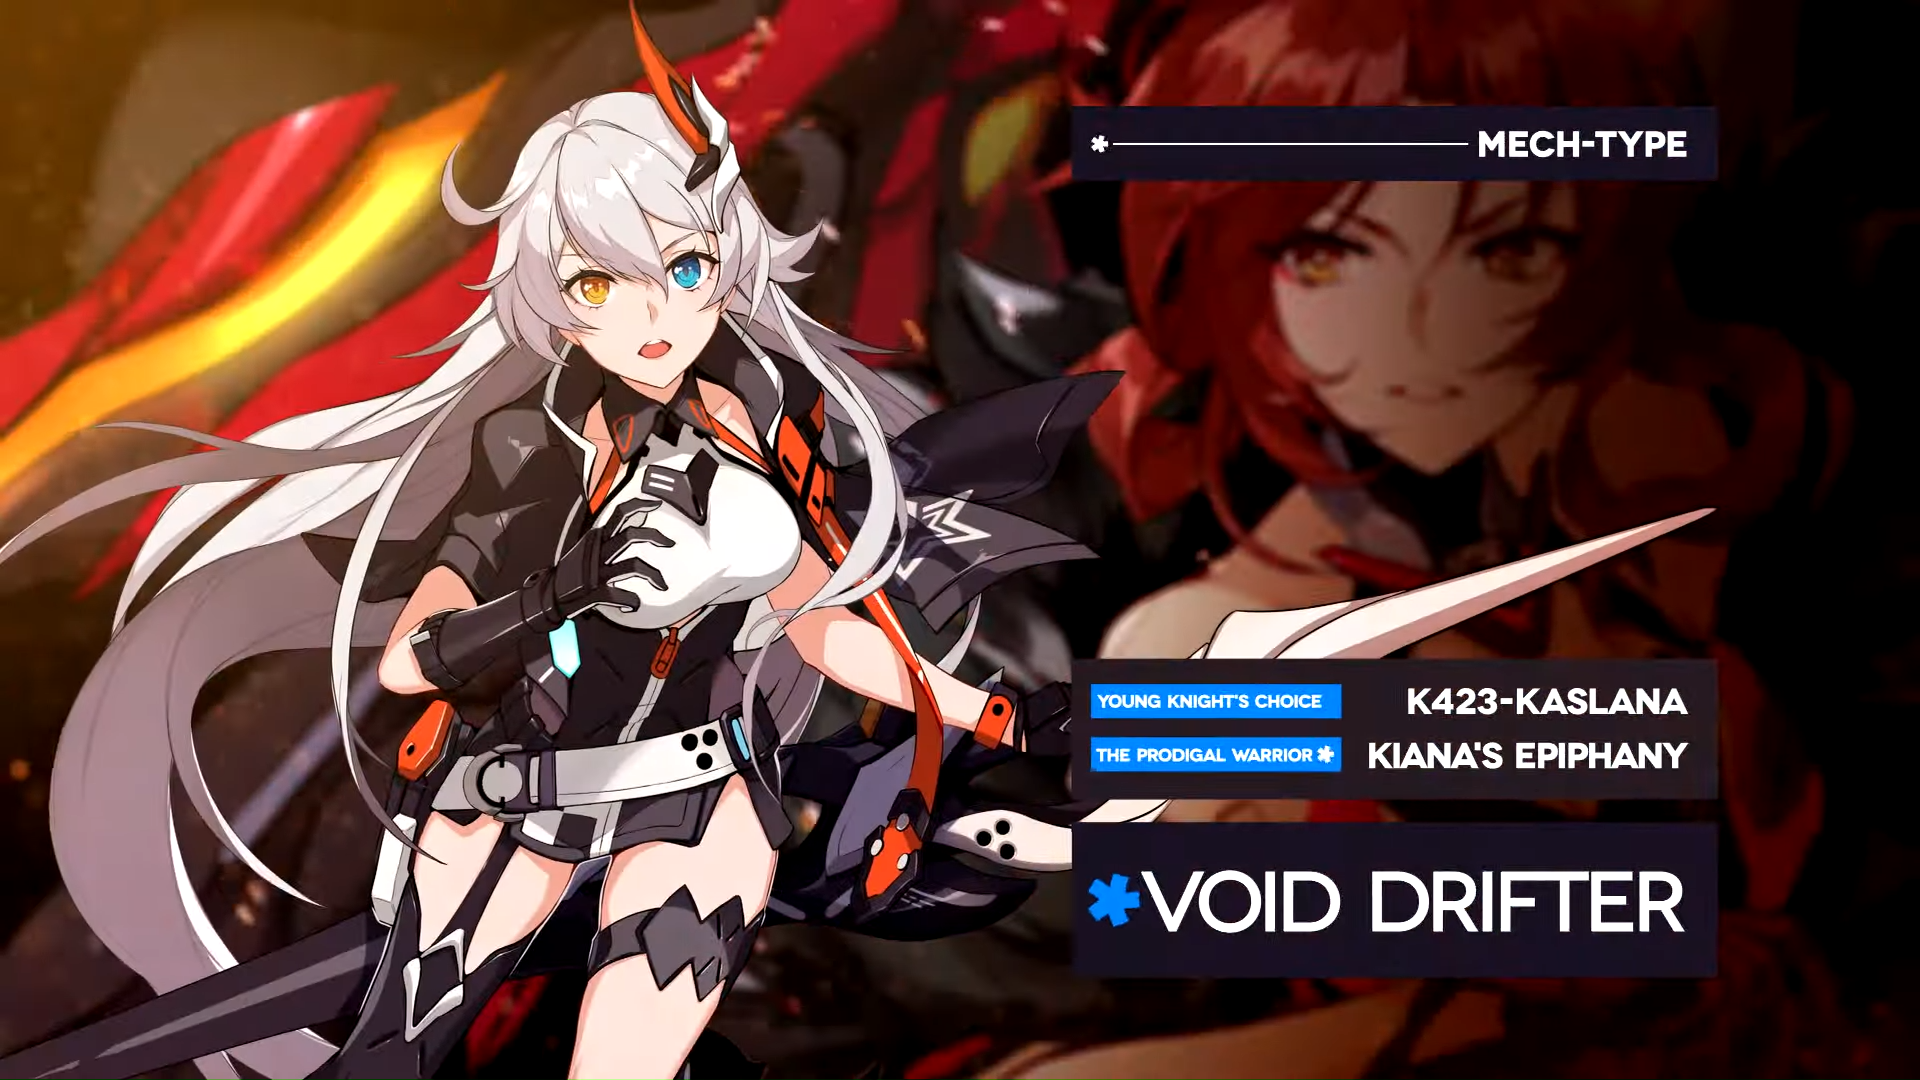 MECH-TYPE
YOUNG KNIGHT'S CHOICE K423-KASLANA
THE PRODIGAL WARRIOR* KIANA'S EPIPHANY
*VOID DRIFTER